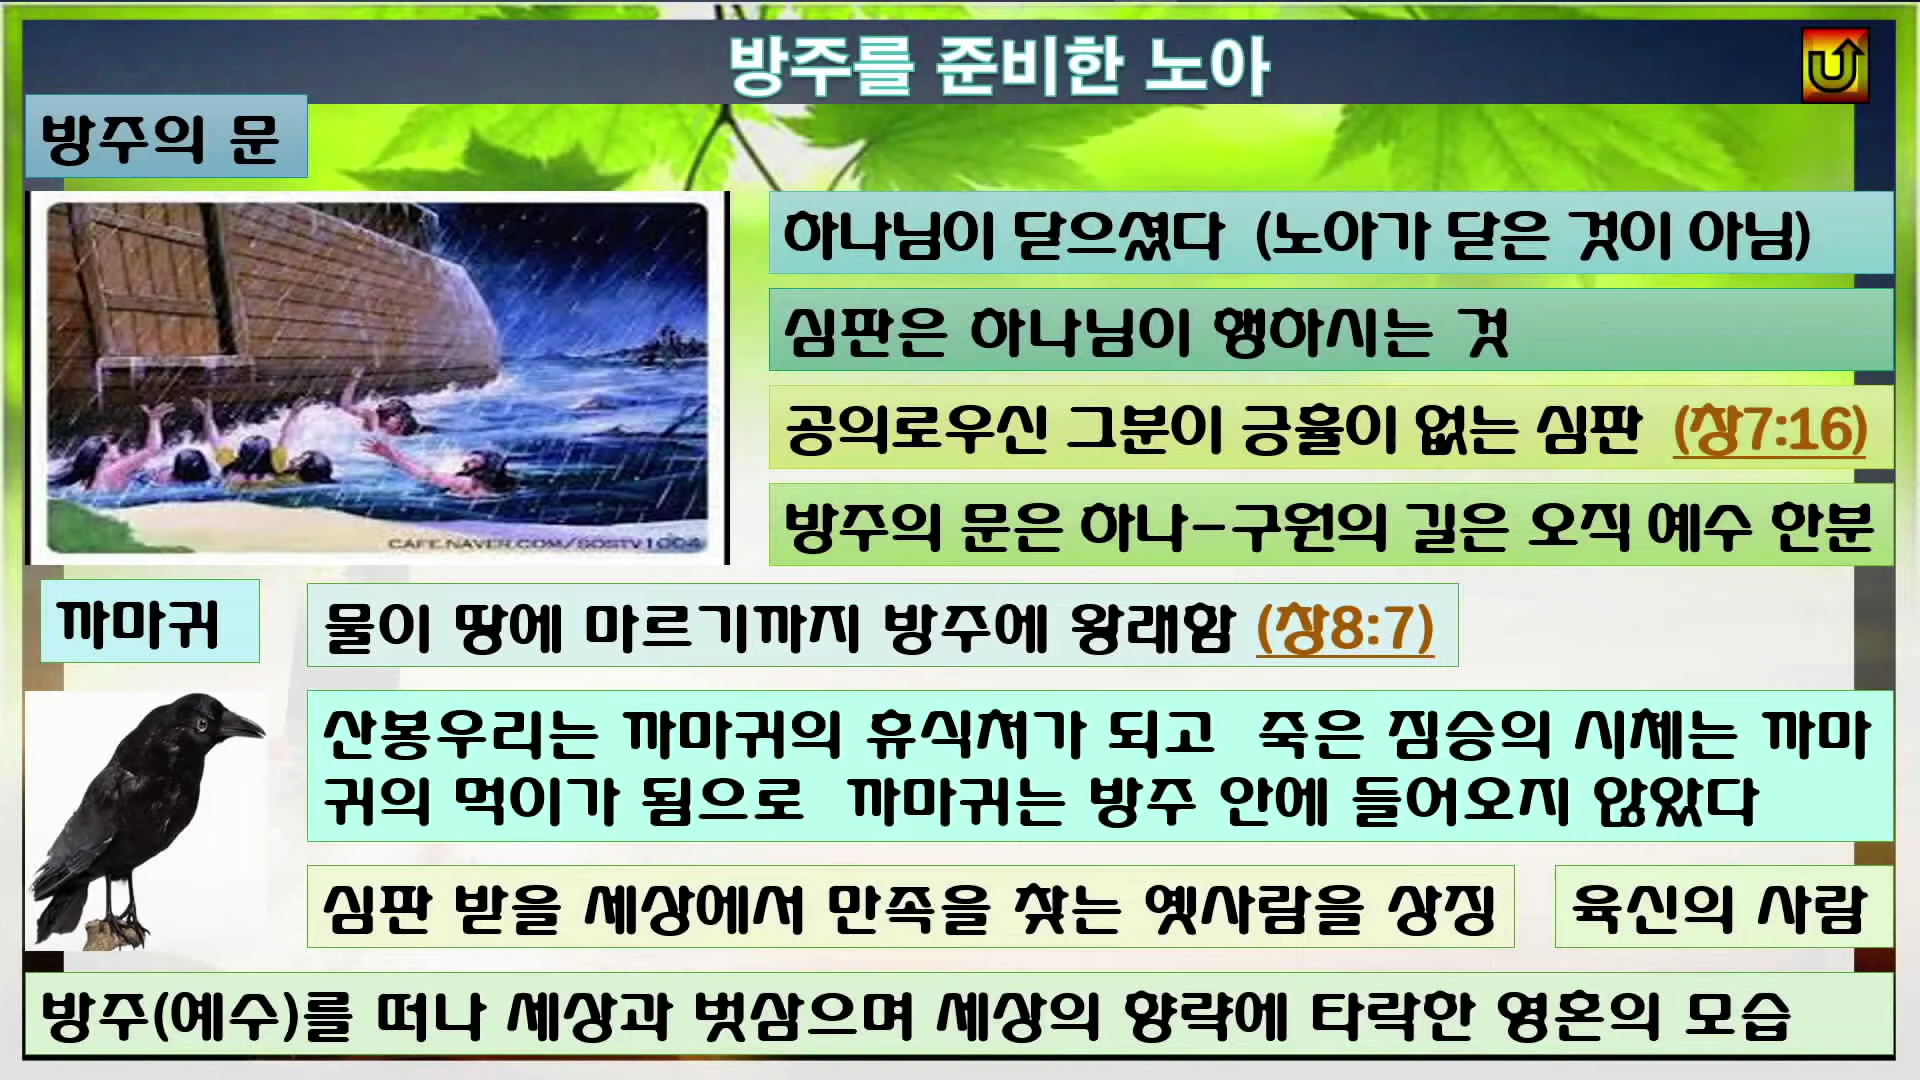 방주를 준비한 노아
방주의 문
하나님이 닫으셨다 (노아가 닫은 것이 아님)
심판은 하나님이 행하시는 것
공의로우신 그분이 긍휼이 없는 심판 (창7:16)
방주의 문은 하나-구원의 길은 오직 예수 한분
CAFE.NAVER.COM/SOSTV1004
까마귀
물이 땅에 마르기까지 방주에 왕래함 (창8:7)
산봉우리는 까마귀의 휴식처가 되고 죽은 짐승의 시체는 까마
귀의 먹이가 됨으로 까마귀는 방주 안에 들어오지 않았다
심판 받을 세상에서 만족을 찾는 옛사람을 상징
육신의 사람
방주(예수)를 떠나 세상과 벗삼으며 세상의 향락에 타락한 영혼의 모습